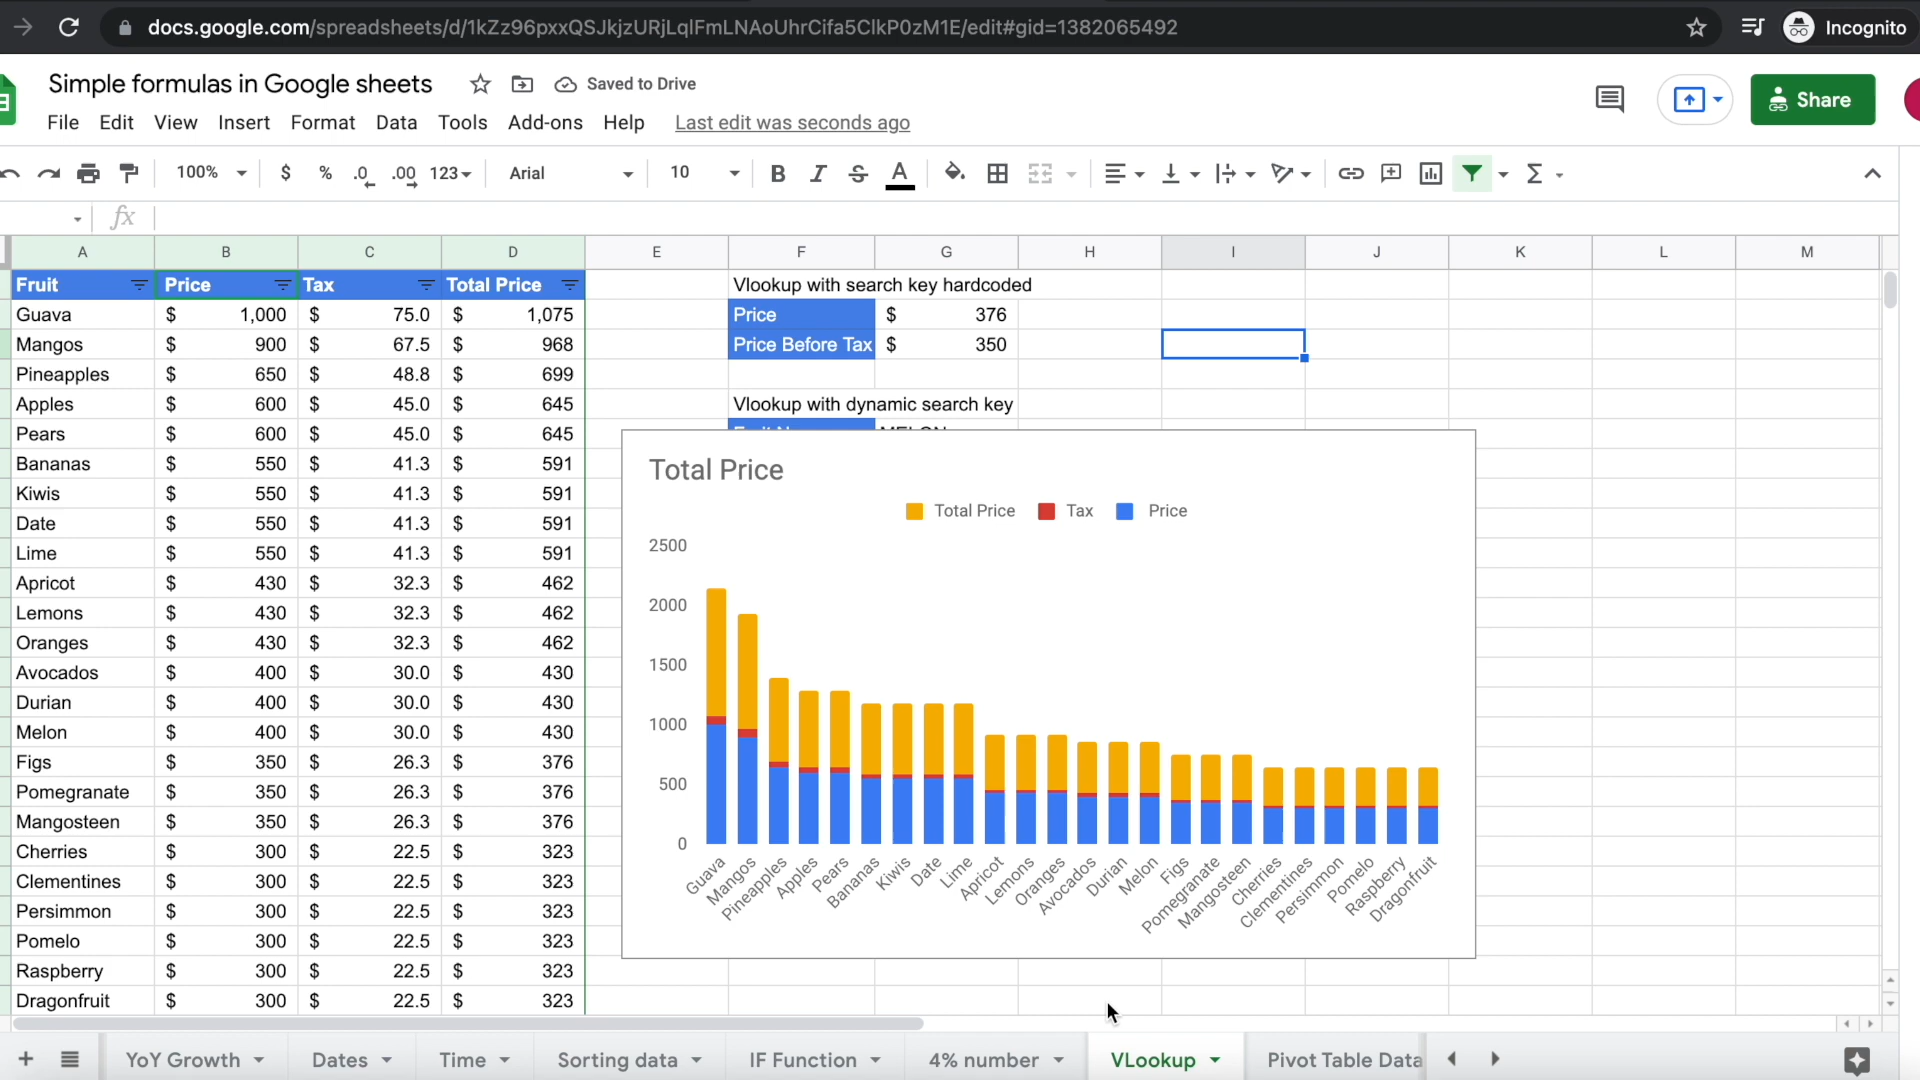 docs.google.com/spreadsheets/d/1kZz96pxxQSJkjzURjLqlFmLNAoUhrCifa5ClkP0zM1E/edit#gid=1382065492 Incognito
Simple formulas in Google sheets Saved to Drive Share
File Edit View Insert Format Data Tools Add-ons Help Last edit was seconds ago
100% $ % .0 .00 123 Arial 10 B I S A Σ
fx
A B C D E F G H I J K L M
Fruit Price Tax Total Price Vlookup with search key hardcoded
Guava $ 1,000 $ 75.0 $ 1,075 Price $ 376
Mangos $ 900 $ 67.5 $ 968 Price Before Tax $ 350
Pineapples $ 650 $ 48.8 $ 699
Apples $ 600 $ 45.0 $ 645 Vlookup with dynamic search key
Pears $ 600 $ 45.0 $ 645
Bananas $ 550 $ 41.3 $ 591
Kiwis $ 550 $ 41.3 $ 591
Date $ 550 $ 41.3 $ 591
Lime $ 550 $ 41.3 $ 591
Apricot $ 430 $ 32.3 $ 462
Lemons $ 430 $ 32.3 $ 462
Oranges $ 430 $ 32.3 $ 462
Avocados $ 400 $ 30.0 $ 430
Durian $ 400 $ 30.0 $ 430
Melon $ 400 $ 30.0 $ 430
Figs $ 350 $ 26.3 $ 376
Pomegranate $ 350 $ 26.3 $ 376
Mangosteen $ 350 $ 26.3 $ 376
Cherries $ 300 $ 22.5 $ 323
Clementines $ 300 $ 22.5 $ 323
Persimmon $ 300 $ 22.5 $ 323
Pomelo $ 300 $ 22.5 $ 323
Raspberry $ 300 $ 22.5 $ 323
Dragonfruit $ 300 $ 22.5 $ 323
Total Price
Total Price Tax Price
2500
2000
1500
1000
500
0
Guava Mangos Pineapples Apples Pears Bananas Kiwis Date Lime Apricot Lemons Oranges Avocados Durian Melon Figs Pomegranate Mangosteen Cherries Clementines Persimmon Pomelo Raspberry Dragonfruit
YoY Growth Dates Time Sorting data IF Function 4% number VLookup Pivot Table Data